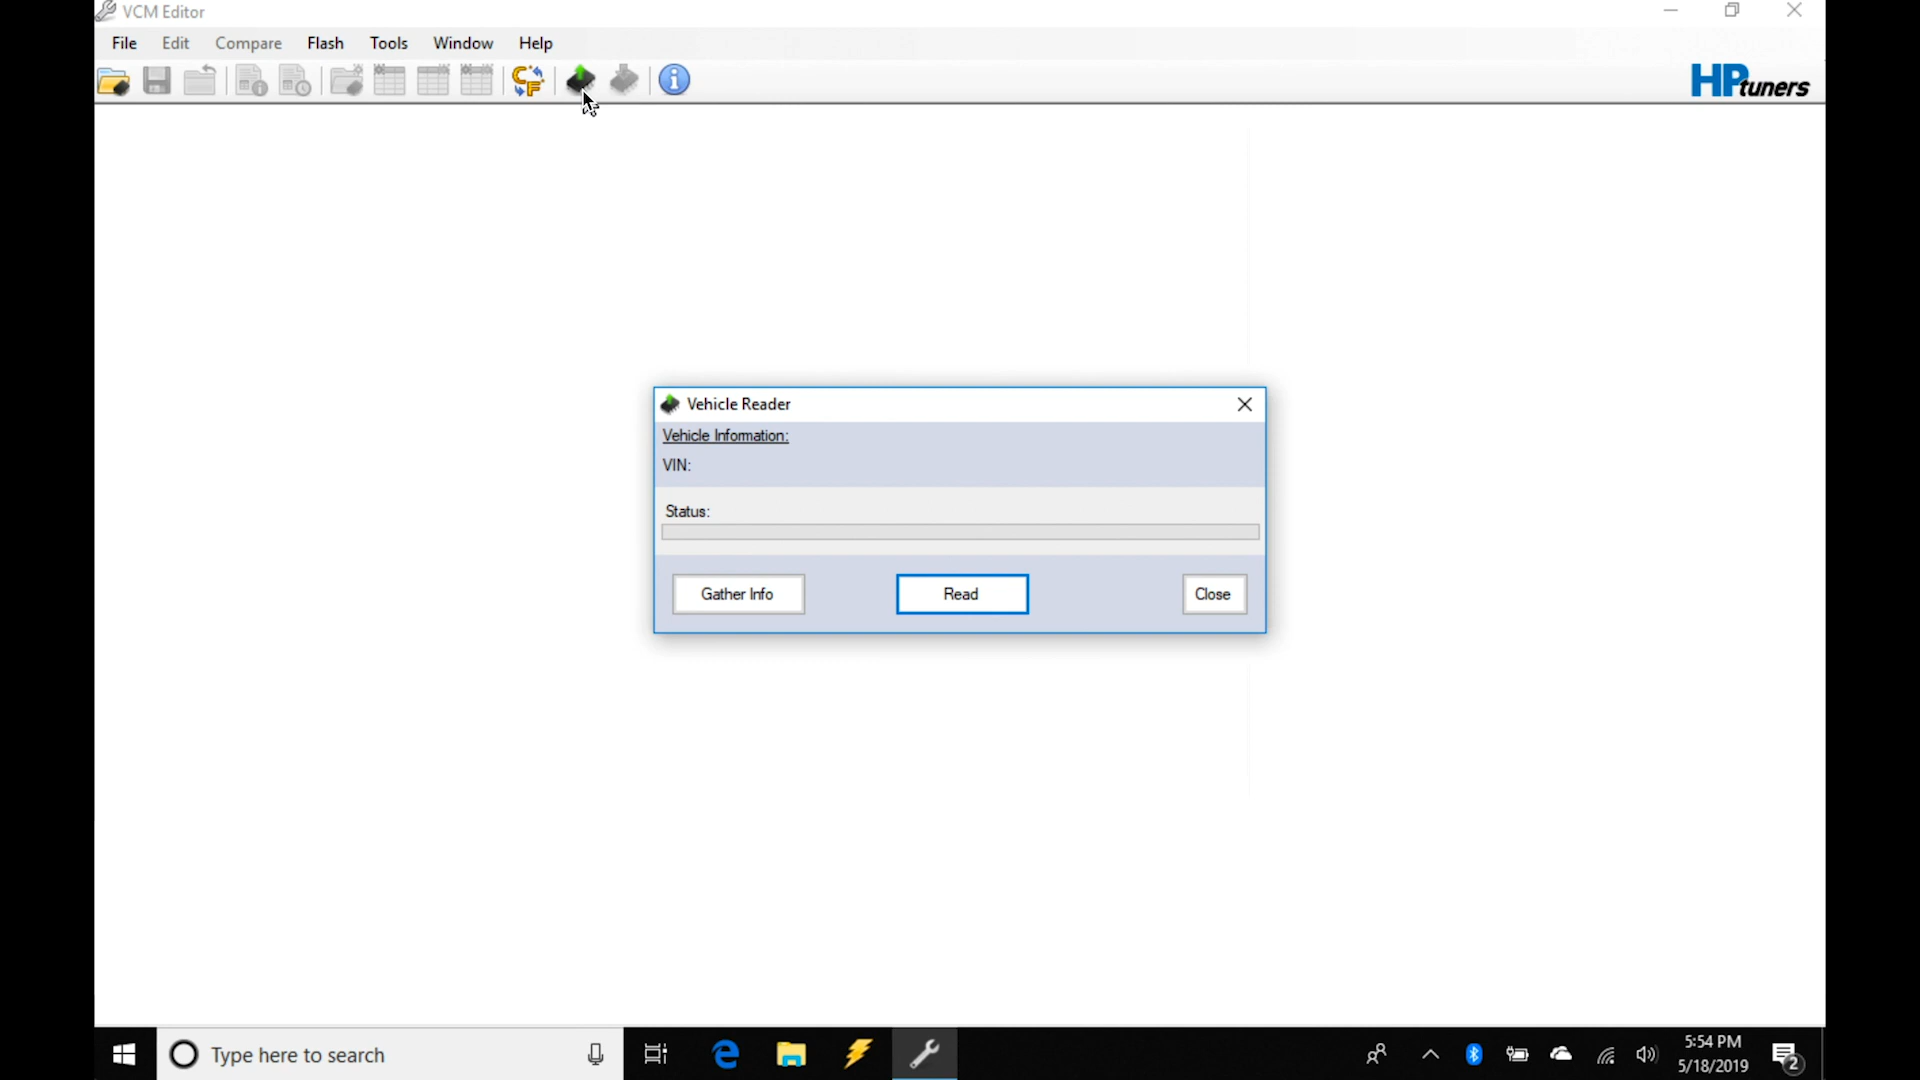 VCM Editor
File Edit Compare Flash Tools Window Help
HPtuners
Vehicle Reader
Vehicle Information:
VIN:
Status:
Gather Info Read Close
Type here to search
5:54 PM
5/18/2019
2